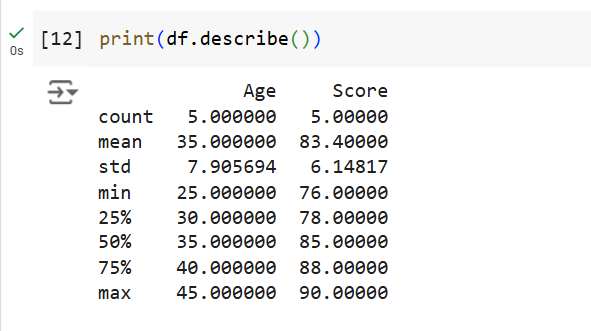 [12] print(df.describe())
0s
Age Score
count 5.000000 5.00000
mean 35.000000 83.40000
std 7.905694 6.14817
min 25.000000 76.00000
25% 30.000000 78.00000
50% 35.000000 85.00000
75% 40.000000 88.00000
max 45.000000 90.00000